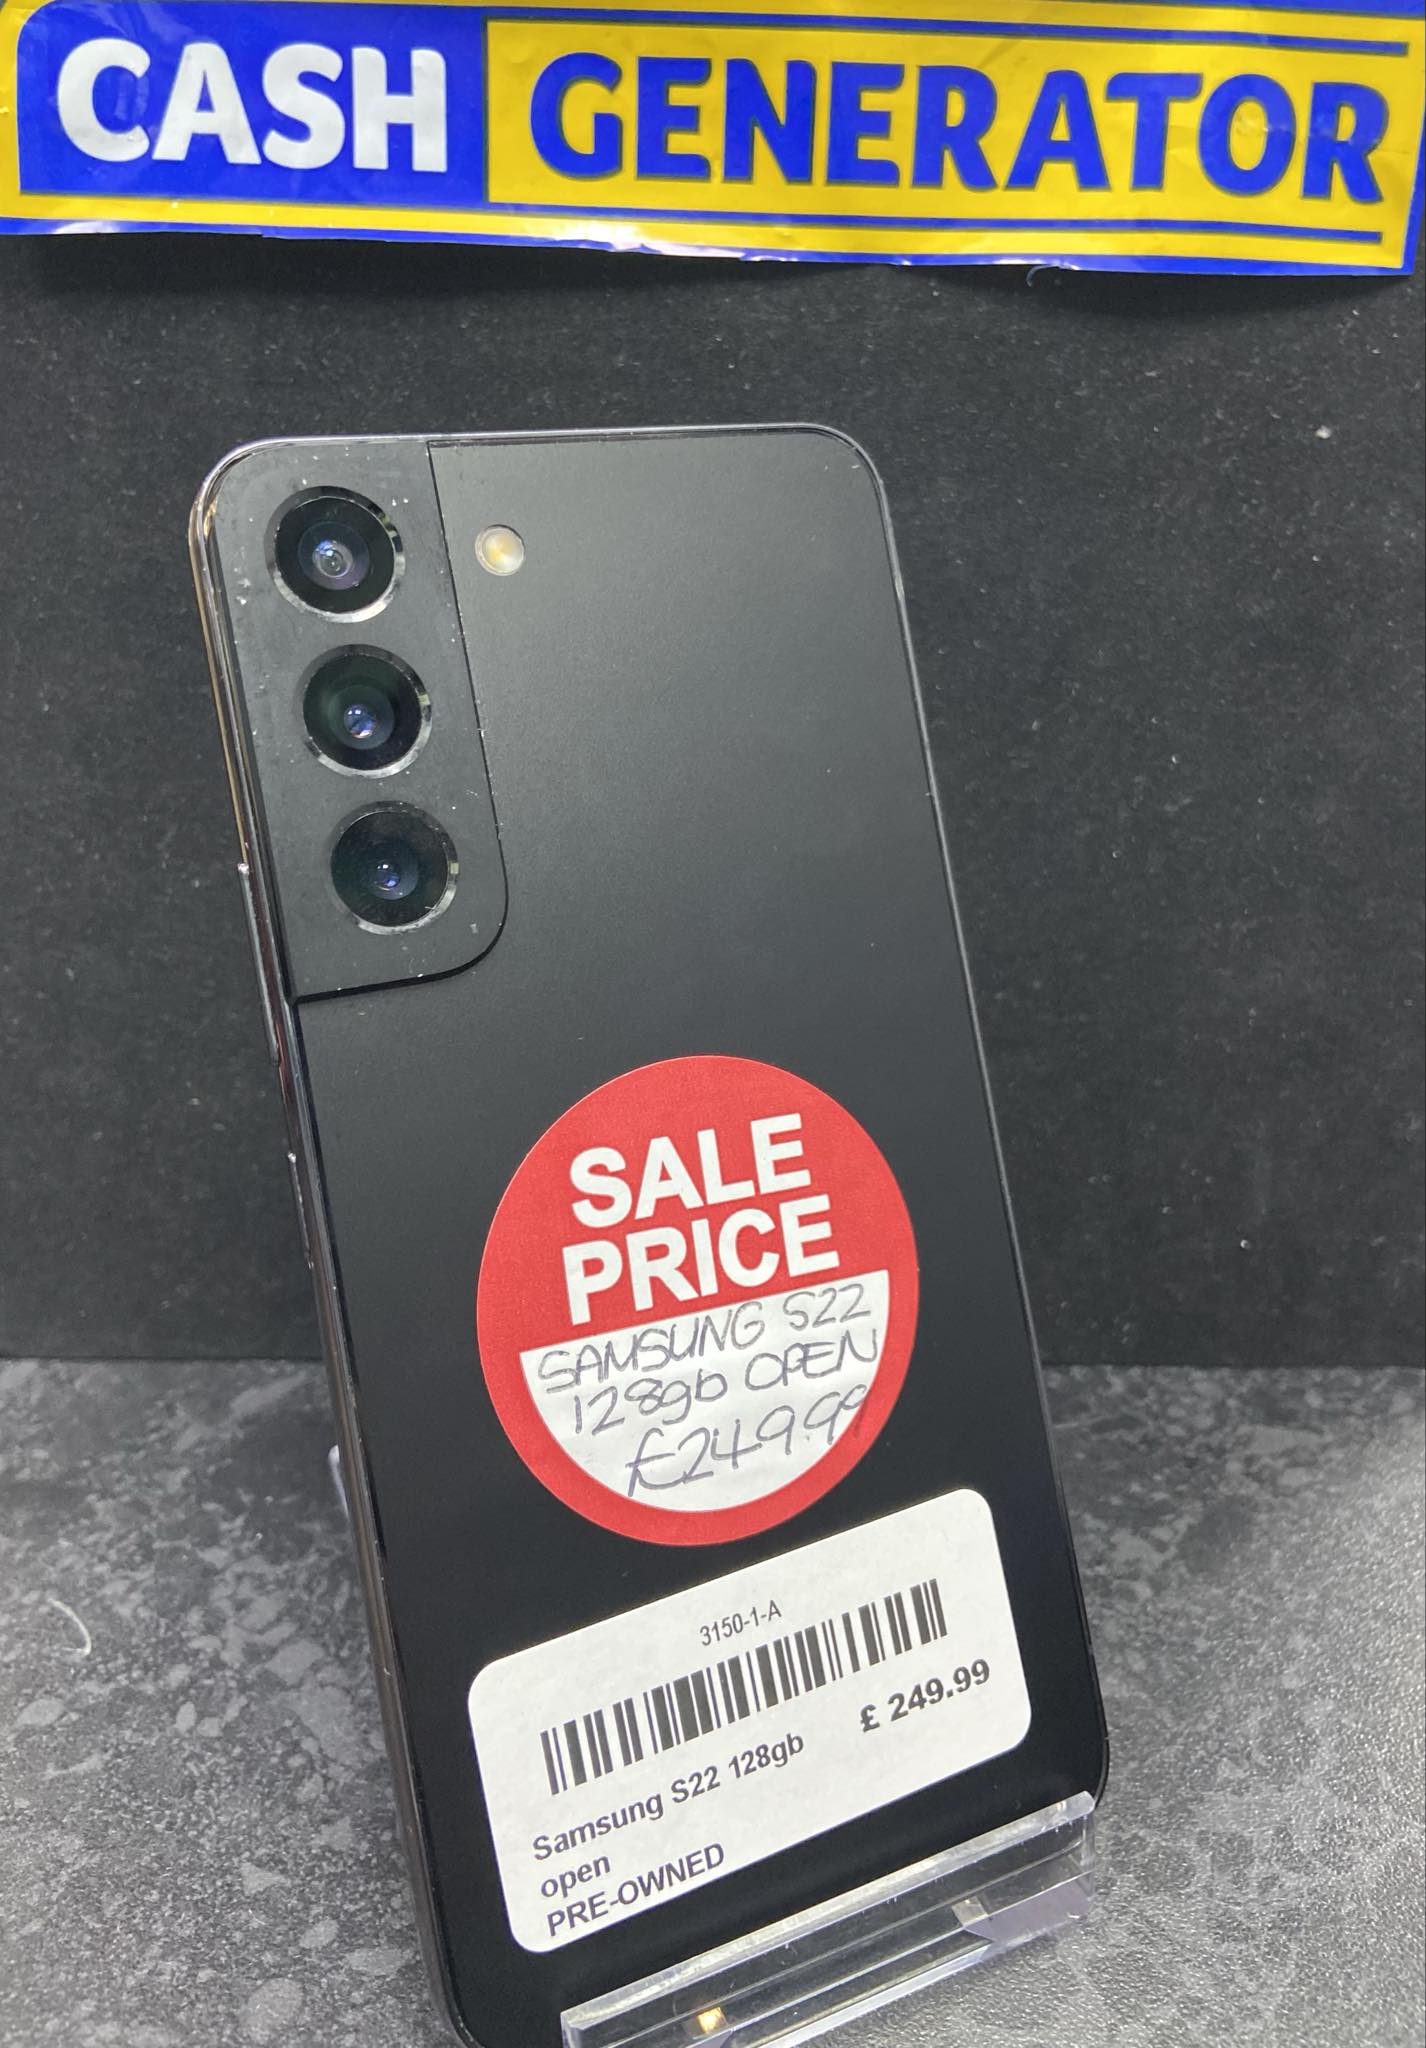 CASH GENERATOR
SALE
PRICE
SAMSUNG S22
128gb OPEN
£249.99
3150-1-A
Samsung S22 128gb £ 249.99
open
PRE-OWNED